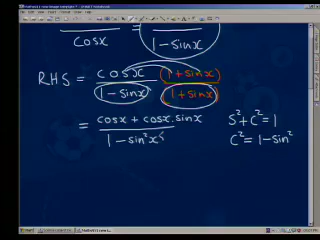 cosx = 1-sinx
RHS = cosx (1+sinx)
1-sinx (1+sinx)
= cosx + cosx.sinx
1-sin²x
S²+C²=1
C²=1-sin²